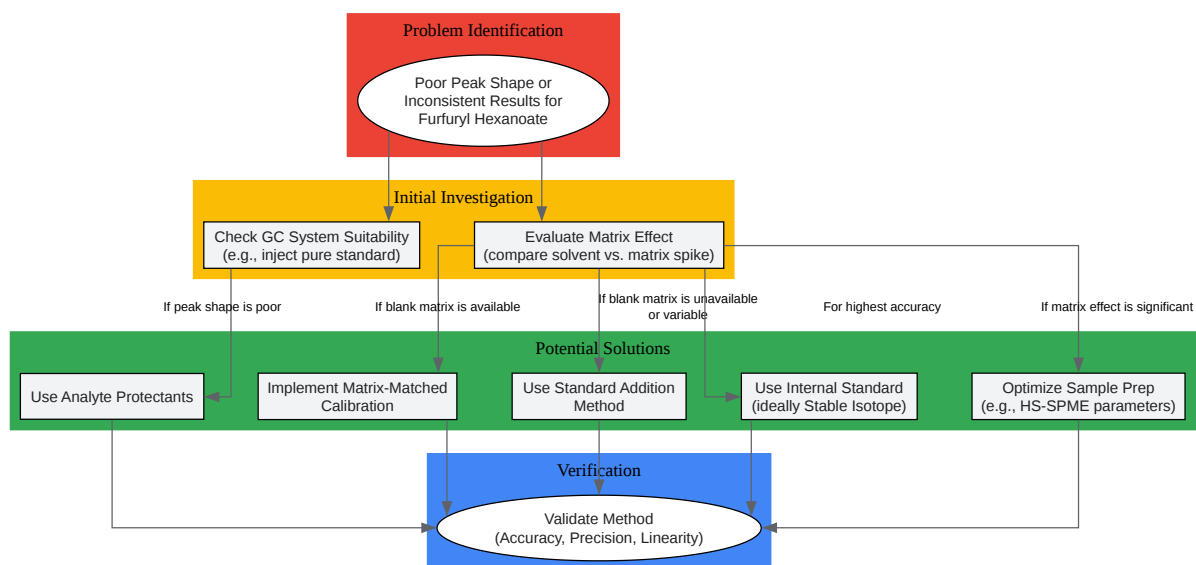 Problem Identification
Poor Peak Shape or
Inconsistent Results for
Furfuryl Hexanoate
Initial Investigation
Check GC System Suitability
(e.g., inject pure standard)
Evaluate Matrix Effect
(compare solvent vs. matrix spike)
If peak shape is poor
If blank matrix is available
If blank matrix is unavailable
or variable
For highest accuracy
If matrix effect is significant
Potential Solutions
Use Analyte Protectants
Implement Matrix-Matched
Calibration
Use Standard Addition
Method
Use Internal Standard
(ideally Stable Isotope)
Optimize Sample Prep
(e.g., HS-SPME parameters)
Verification
Validate Method
(Accuracy, Precision, Linearity)